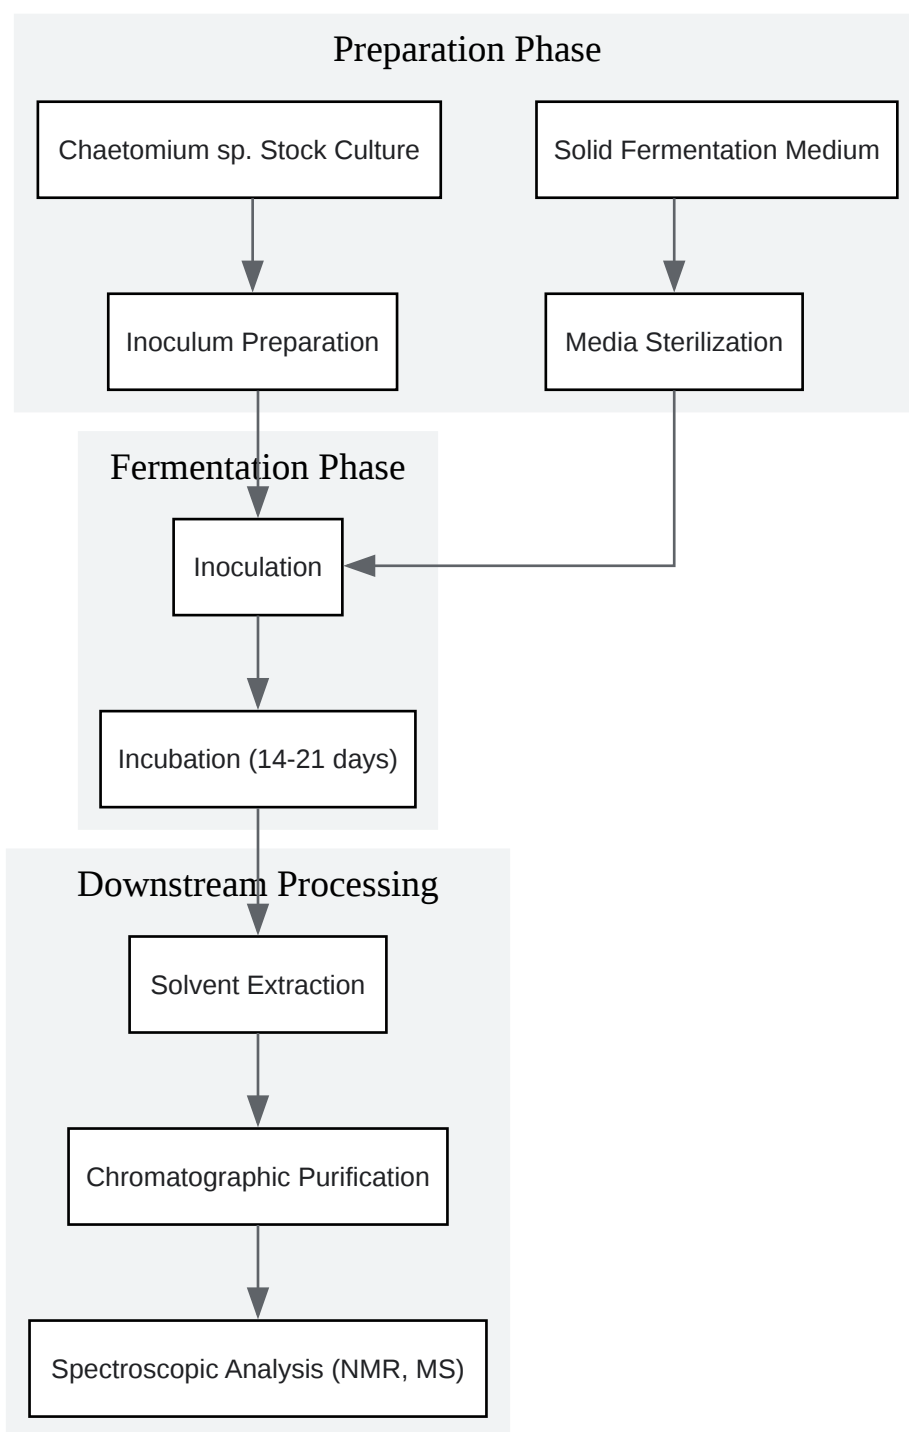 Preparation Phase
Chaetomium sp. Stock Culture
Solid Fermentation Medium
Inoculum Preparation
Media Sterilization
Fermentation Phase
Inoculation
Incubation (14-21 days)
Downstream Processing
Solvent Extraction
Chromatographic Purification
Spectroscopic Analysis (NMR, MS)